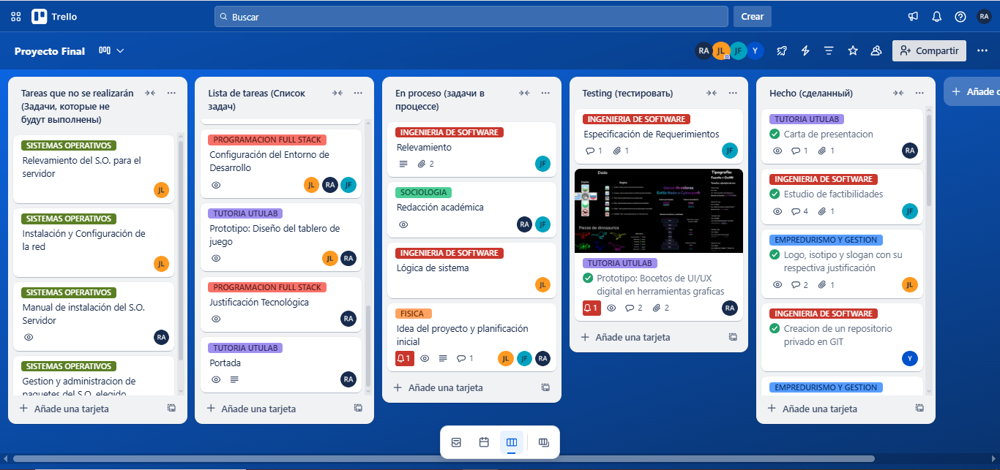 Trello
Buscar
Crear
RA
Proyecto Final
RA
JL
JF
Y
Compartir
Tareas que no se realizarán
(Задачи, которые не
будут выполнены)
SISTEMAS OPERATIVOS
Relevamiento del S.O. para el
servidor
JL
SISTEMAS OPERATIVOS
Instalación y Configuración de
la red
JL
SISTEMAS OPERATIVOS
Manual de instalación del S.O.
Servidor
RA
SISTEMAS OPERATIVOS
Gestion y administracion de
paquetes del S.O. elegido
Añade una tarjeta
Lista de tareas (Список
задач)
PROGRAMACION FULL STACK
Configuración del Entorno de
Desarrollo
JL RA JF
TUTORIA UTULAB
Prototipo: Diseño del tablero de
juego
JL RA
PROGRAMACION FULL STACK
Justificación Tecnológica
RA
TUTORIA UTULAB
Portada
RA
Añade una tarjeta
En proceso (задачи в
процессе)
INGENIERIA DE SOFTWARE
Relevamiento
2 JF
SOCIOLOGIA
Redacción académica
RA JF
INGENIERIA DE SOFTWARE
Lógica de sistema
JL
FISICA
Idea del proyecto y planificación
inicial
1 1 JL JF RA
Añade una tarjeta
Testing (тестировать)
INGENIERIA DE SOFTWARE
Especificación de Requerimientos
1 1 JF
Dado
Reglas
Tipografía:
Fuente = Outfit
Piezas de dinosaurios
TUTORIA UTULAB
Prototipo: Bocetos de UI/UX
digital en herramientas graficas
1 2 2 RA
Añade una tarjeta
Hecho (сделанный)
TUTORIA UTULAB
Carta de presentacion
1 1 RA
INGENIERIA DE SOFTWARE
Estudio de factibilidades
4 1 JF
EMPREDURISMO Y GESTION
Logo, isotipo y slogan con su
respectiva justificación
2 1 JL
INGENIERIA DE SOFTWARE
Creacion de un repositorio
privado en GIT
Y
EMPREDURISMO Y GESTION
Añade una tarjeta
Añade